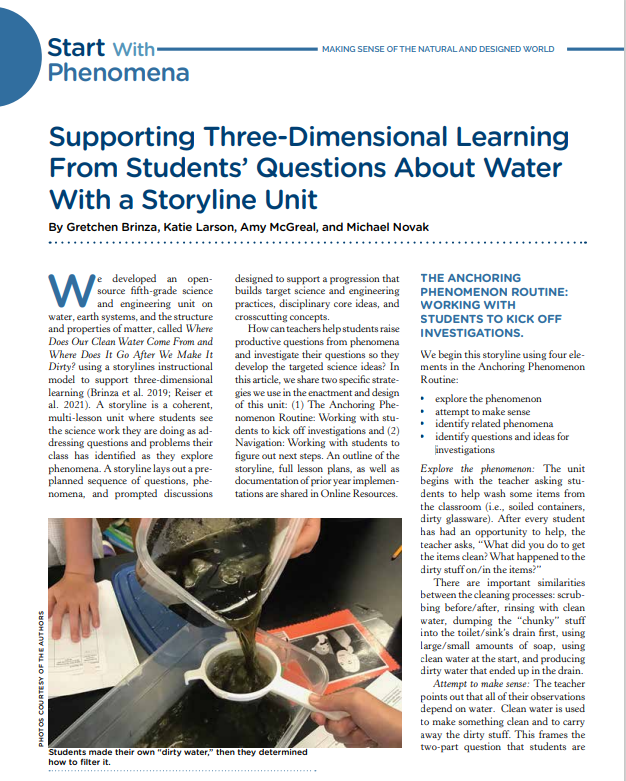 Start With
Phenomena
MAKING SENSE OF THE NATURAL AND DESIGNED WORLD
Supporting Three-Dimensional Learning
From Students’ Questions About Water
With a Storyline Unit
By Gretchen Brinza, Katie Larson, Amy McGreal, and Michael Novak
We developed an open-
source fifth-grade science
and engineering unit on
water, earth systems, and the structure
and properties of matter, called Where
Does Our Clean Water Come From and
Where Does It Go After We Make It
Dirty? using a storylines instructional
model to support three-dimensional
learning (Brinza et al. 2019; Reiser et
al. 2021). A storyline is a coherent,
multi-lesson unit where students see
the science work they are doing as ad-
dressing questions and problems their
class has identified as they explore
phenomena. A storyline lays out a pre-
planned sequence of questions, phe-
nomena, and prompted discussions
designed to support a progression that
builds target science and engineering
practices, disciplinary core ideas, and
crosscutting concepts.
How can teachers help students raise
productive questions from phenomena
and investigate their questions so they
develop the targeted science ideas? In
this article, we share two specific strate-
gies we use in the enactment and design
of this unit: (1) The Anchoring Phe-
nomenon Routine: Working with stu-
dents to kick off investigations and (2)
Navigation: Working with students to
figure out next steps. An outline of the
storyline, full lesson plans, as well as
documentation of prior year implemen-
tations are shared in Online Resources.
THE ANCHORING
PHENOMENON ROUTINE:
WORKING WITH
STUDENTS TO KICK OFF
INVESTIGATIONS.
We begin this storyline using four ele-
ments in the Anchoring Phenomenon
Routine:
• explore the phenomenon
• attempt to make sense
• identify related phenomena
• identify questions and ideas for
investigations
Explore the phenomenon: The unit
begins with the teacher asking stu-
dents to help wash some items from
the classroom (i.e., soiled containers,
dirty glassware). After every student
has had an opportunity to help, the
teacher asks, “What did you do to get
the items clean? What happened to the
dirty stuff on/in the items?”
There are important similarities
between the cleaning processes: scrub-
bing before/after, rinsing with clean
water, dumping the “chunky” stuff
into the toilet/sink’s drain first, using
large/small amounts of soap, using
clean water at the start, and producing
dirty water that ended up in the drain.
Attempt to make sense: The teacher
points out that all of their observations
depend on water. Clean water is used
to make something clean and to carry
away the dirty stuff. This frames the
two-part question that students are
PHOTOS COURTESY OF THE AUTHORS
Students made their own “dirty water,” then they determined
how to filter it.